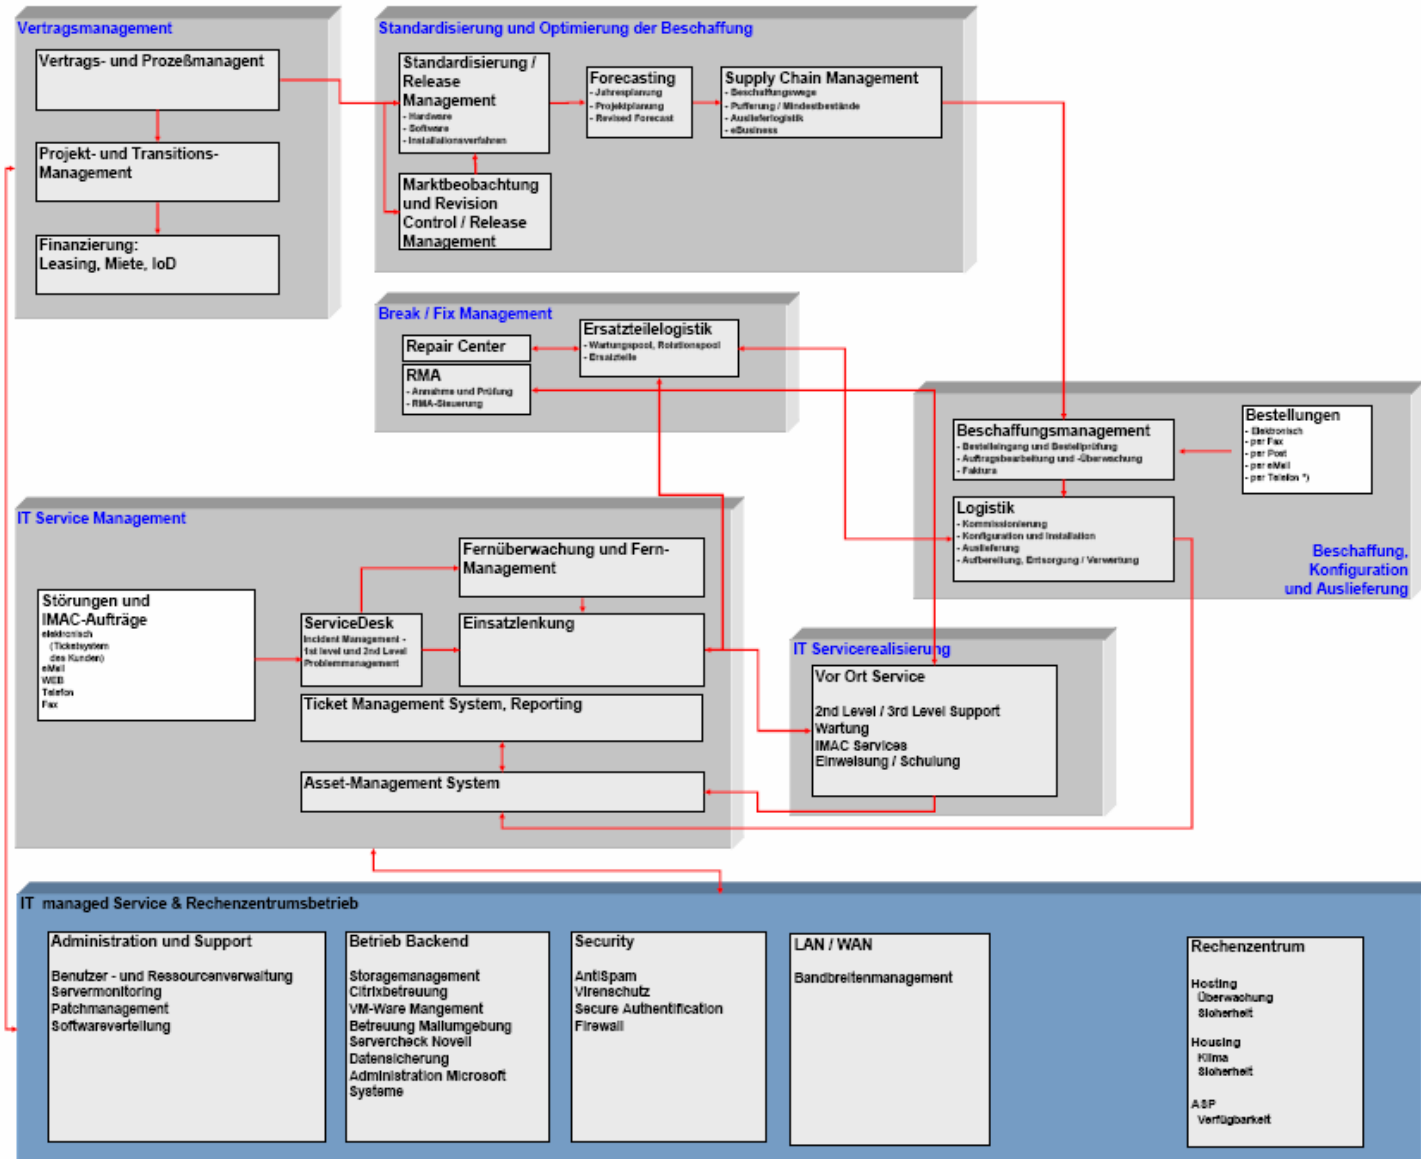 Vertragsmanagement
Vertrags- und Prozeßmanagent
Projekt- und Transitions-
Management
Finanzierung:
Leasing, Miete, IoD
Standardisierung und Optimierung der Beschaffung
Standardisierung /
Release
Management
- Hardware
- Software
- Installationsverfahren
Forecasting
- Jahresplanung
- Projektplanung
- Revised Forecast
Supply Chain Management
- Beschaffungswege
- Pufferung / Mindestbestände
- Auslieferlogistik
- eBusiness
Marktbeobachtung
und Revision
Control / Release
Management
Break / Fix Management
Repair Center
RMA
- Annahme und Prüfung
- RMA-Steuerung
Ersatzteilelogistik
- Wartungspool, Rotationspool
- Ersatzteile
Beschaffungsmanagement
- Bestelleingang und Bestellprüfung
- Auftragsbearbeitung und -Überwachung
- Faktura
Bestellungen
- Elektronisch
- per Fax
- per Post
- per eMail
- per Telefon *)
Logistik
- Kommissionierung
- Konfiguration und Installation
- Auslieferung
- Aufbereitung, Entsorgung / Verwertung
Beschaffung,
Konfiguration
und Auslieferung
IT Service Management
Störungen und
IMAC-Aufträge
elektronisch
(Ticketsystem
des Kunden)
eMail
WEB
Telefon
Fax
ServiceDesk
Incident Management -
1st level und 2nd Level
Problemmanagement
Fernüberwachung und Fern-
Management
Einsatzlenkung
Ticket Management System, Reporting
Asset-Management System
IT Servicerealisierung
Vor Ort Service
2nd Level / 3rd Level Support
Wartung
IMAC Services
Einweisung / Schulung
IT managed Service & Rechenzentrumsbetrieb
Administration und Support
Benutzer - und Ressourcenverwaltung
Servermonitoring
Patchmanagement
Softwareverteilung
Betrieb Backend
Storagemanagement
Citrixbetreuung
VM-Ware Mangement
Betreuung Mailumgebung
Servercheck Novell
Datensicherung
Administration Microsoft
Systeme
Security
AntiSpam
Virenschutz
Secure Authentification
Firewall
LAN / WAN
Bandbreitenmanagement
Rechenzentrum
Hosting
Überwachung
Sicherheit
Housing
Klima
Sicherheit
ASP
Verfügbarkeit